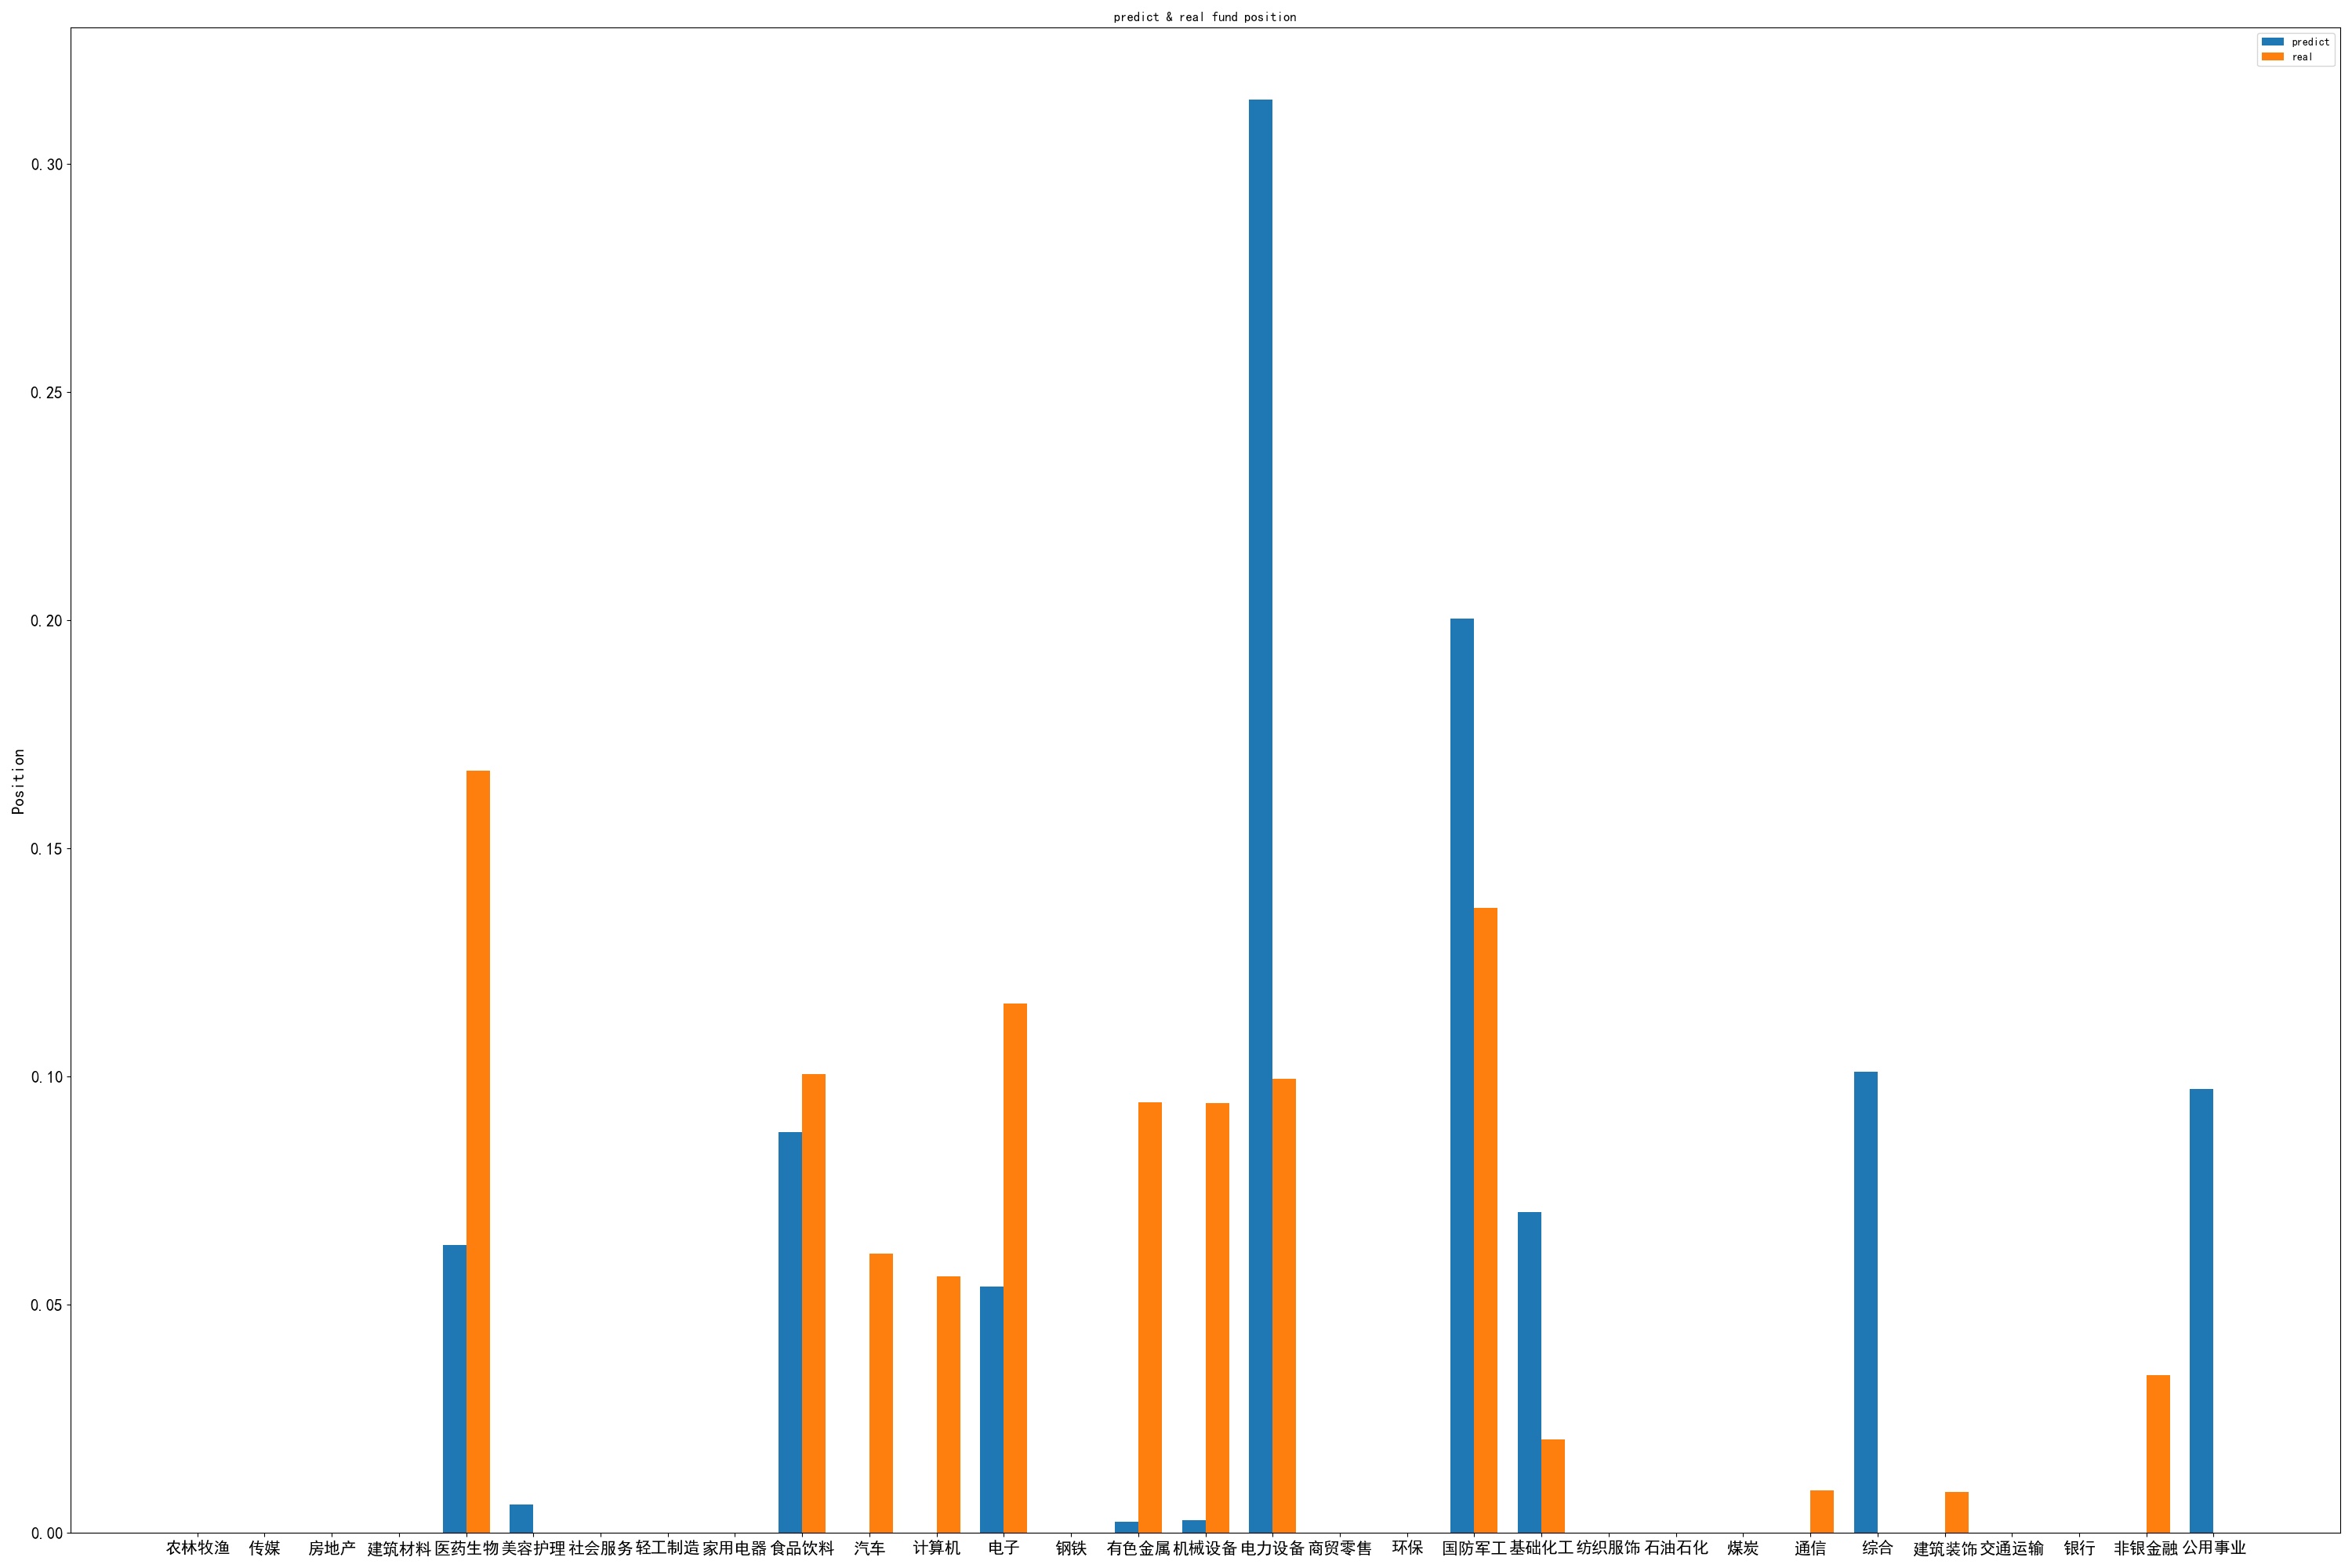 predict & real fund position
predict
real
Position
0.30
0.25
0.20
0.15
0.10
0.05
0.00
农林牧渔 传媒 房地产 建筑材料 医药生物 美容护理 社会服务 轻工制造 家用电器 食品饮料 汽车 计算机 电子 钢铁 有色金属 机械设备 电力设备 商贸零售 环保 国防军工 基础化工 纺织服饰 石油石化 煤炭 通信 综合 建筑装饰 交通运输 银行 非银金融 公用事业